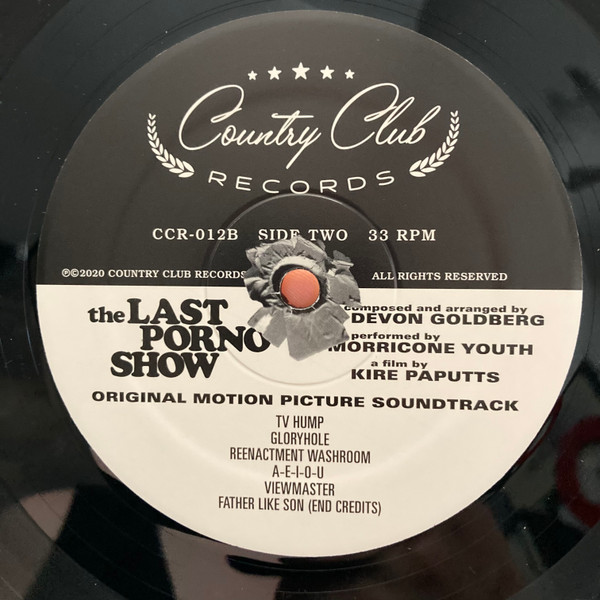 Country Club
RECORDS
CCR-012B SIDE TWO 33 RPM
℗©2020 COUNTRY CLUB RECORDS ALL RIGHTS RESERVED
the LAST
PORNO
SHOW
composed and arranged by
DEVON GOLDBERG
performed by
MORRICONE YOUTH
a film by
KIRE PAPUTTS
ORIGINAL MOTION PICTURE SOUNDTRACK
TV HUMP
GLORYHOLE
REENACTMENT WASHROOM
A-E-I-O-U
VIEWMASTER
FATHER LIKE SON (END CREDITS)